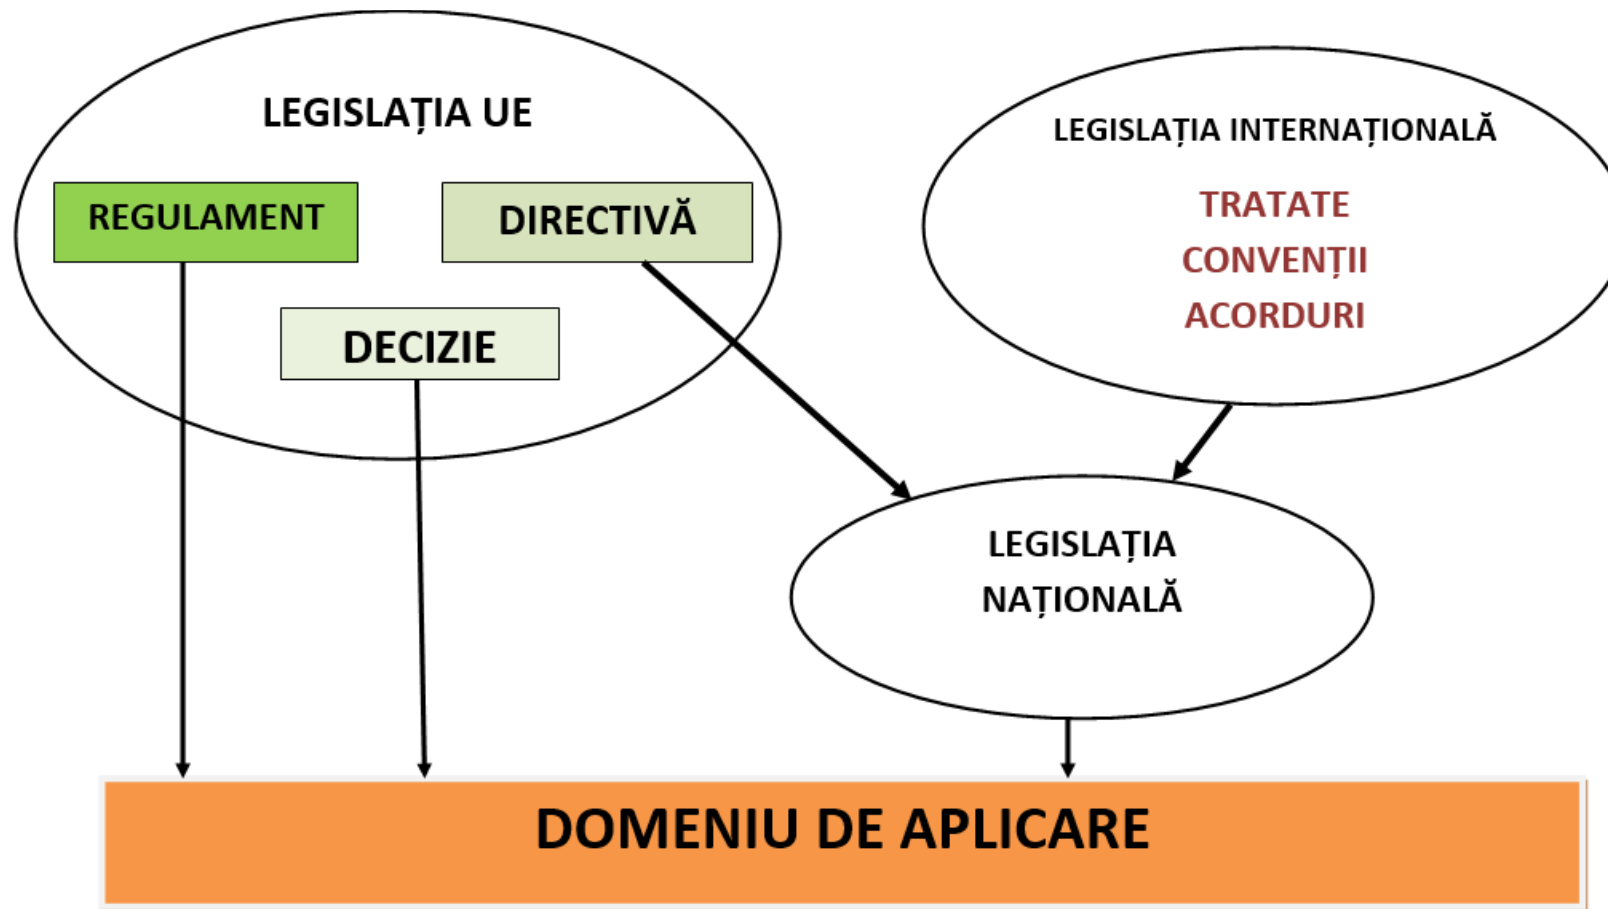 LEGISLAȚIA UE
REGULAMENT
DIRECTIVĂ
DECIZIE
LEGISLAȚIA INTERNAȚIONALĂ
TRATATE
CONVENȚII
ACORDURI
LEGISLAȚIA
NAȚIONALĂ
DOMENIU DE APLICARE